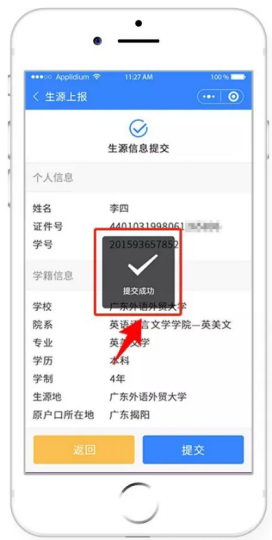 Applidium 11:27 AM 100 %
生源上报
生源信息提交
个人信息
姓名 李四
证件号 4401031998061
学号 201593657852
提交成功
学籍信息
学校 广东外语外贸大学
院系 英语语言文学学院—英美文
专业 英美文学
学历 本科
学制 4年
生源地 广东外语外贸大学
原户口所在地 广东揭阳
返回 提交